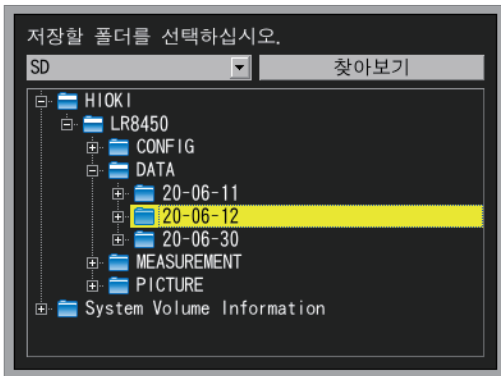 저장할 폴더를 선택하십시오.
SD 찾아보기
HIOKI
LR8450
CONFIG
DATA
20-06-11
20-06-12
20-06-30
MEASUREMENT
PICTURE
System Volume Information